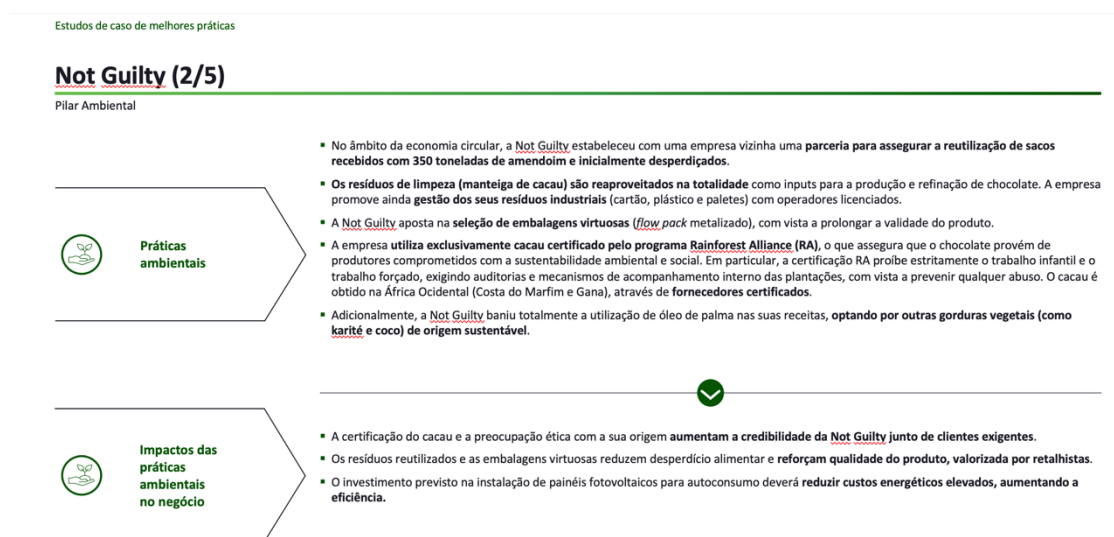 Estudos de caso de melhores práticas
Not Guilty (2/5)
Pilar Ambiental
Práticas
ambientais
▪ No âmbito da economia circular, a Not Guilty estabeleceu com uma empresa vizinha uma parceria para assegurar a reutilização de sacos
recebidos com 350 toneladas de amendoim e inicialmente desperdiçados.
▪ Os resíduos de limpeza (manteiga de cacau) são reaproveitados na totalidade como inputs para a produção e refinação de chocolate. A empresa
promove ainda gestão dos seus resíduos industriais (cartão, plástico e paletes) com operadores licenciados.
▪ A Not Guilty aposta na seleção de embalagens virtuosas (flow pack metalizado), com vista a prolongar a validade do produto.
▪ A empresa utiliza exclusivamente cacau certificado pelo programa Rainforest Alliance (RA), o que assegura que o chocolate provém de
produtores comprometidos com a sustentabilidade ambiental e social. Em particular, a certificação RA proíbe estritamente o trabalho infantil e o
trabalho forçado, exigindo auditorias e mecanismos de acompanhamento interno das plantações, com vista a prevenir qualquer abuso. O cacau é
obtido na África Ocidental (Costa do Marfim e Gana), através de fornecedores certificados.
▪ Adicionalmente, a Not Guilty baniu totalmente a utilização de óleo de palma nas suas receitas, optando por outras gorduras vegetais (como
karité e coco) de origem sustentável.
Impactos das
práticas
ambientais
no negócio
▪ A certificação do cacau e a preocupação ética com a sua origem aumentam a credibilidade da Not Guilty junto de clientes exigentes.
▪ Os resíduos reutilizados e as embalagens virtuosas reduzem desperdício alimentar e reforçam qualidade do produto, valorizada por retalhistas.
▪ O investimento previsto na instalação de painéis fotovoltaicos para autoconsumo deverá reduzir custos energéticos elevados, aumentando a
eficiência.